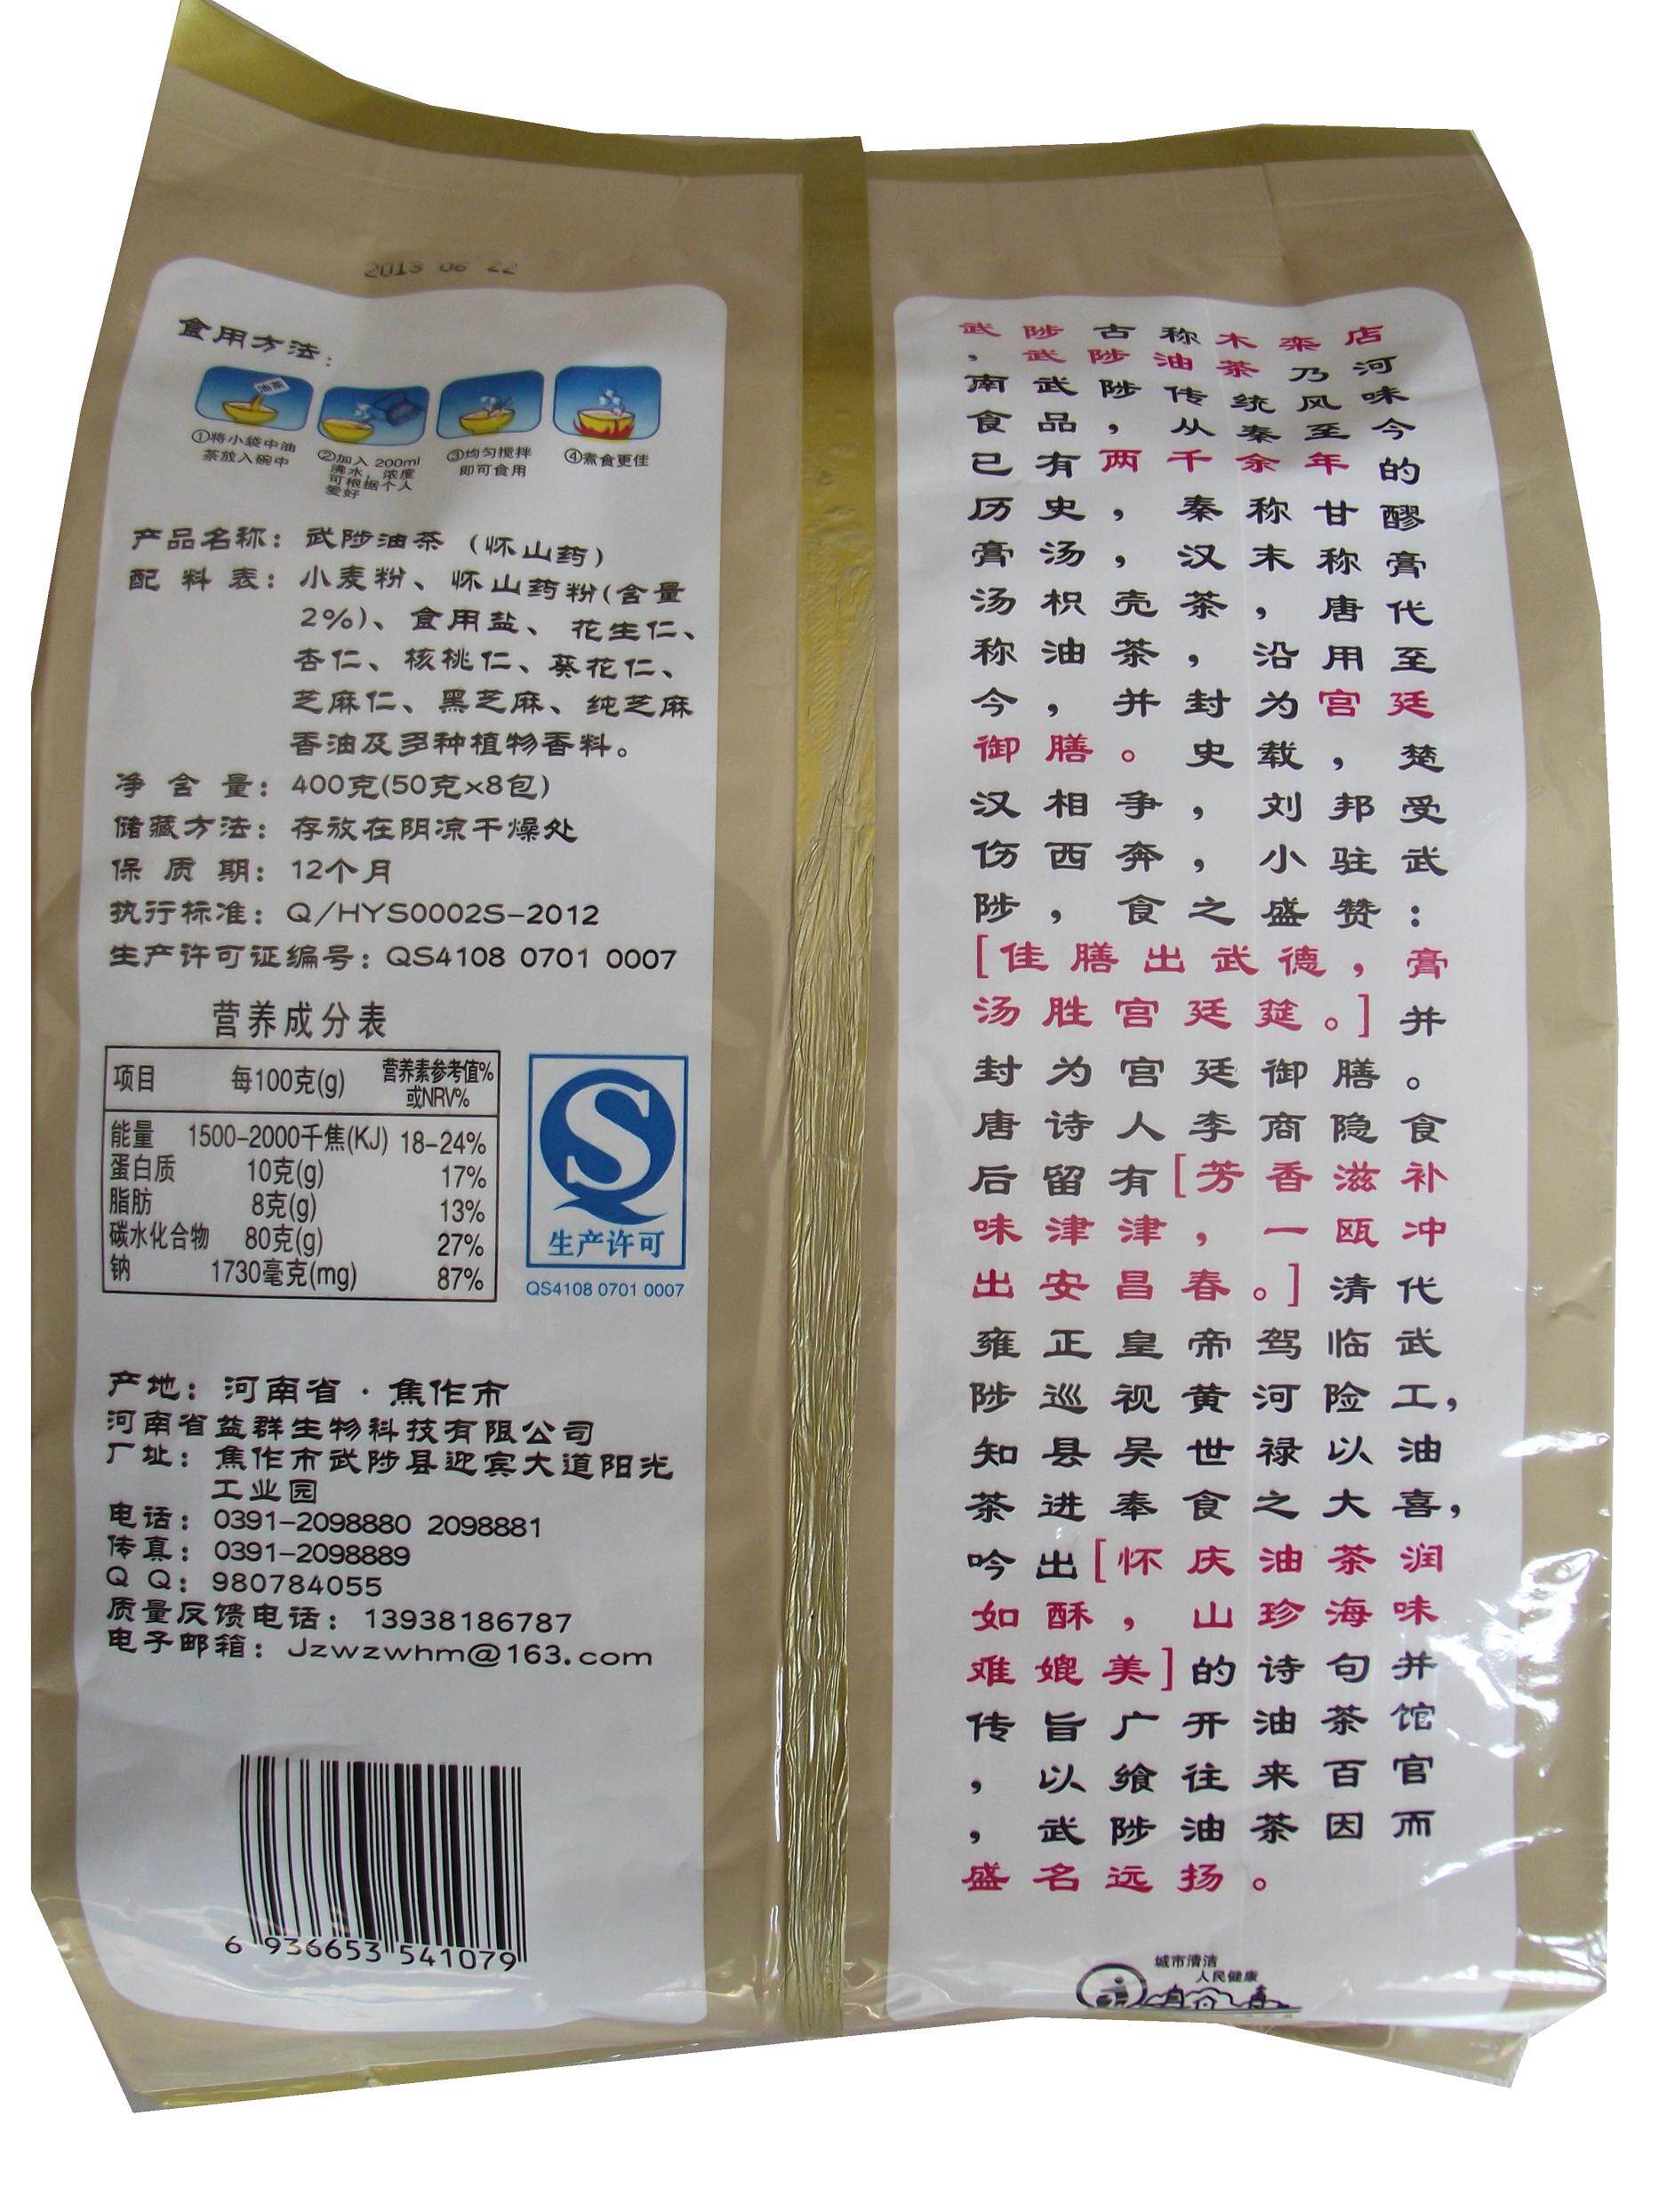 2013 06 22
食用方法：
油茶
①将小袋中油
茶放入碗中
②加入 200ml
沸水，浓度
可根据个人
爱好
③均匀搅拌
即可食用
④煮食更佳
产品名称：武陟油茶（怀山药）
配 料 表：小麦粉、怀山药粉(含量
2%)、食用盐、花生仁、
杏仁、核桃仁、葵花仁、
芝麻仁、黑芝麻、纯芝麻
香油及多种植物香料。
净 含 量：400克(50克x8包)
储藏方法：存放在阴凉干燥处
保 质 期：12个月
执行标准：Q/HYS0002S-2012
生产许可证编号：QS4108 0701 0007
营养成分表
项目 每100克(g) 营养素参考值%
或NRV%
能量 1500-2000千焦(KJ) 18-24%
蛋白质 10克(g) 17%
脂肪 8克(g) 13%
碳水化合物 80克(g) 27%
钠 1730毫克(mg) 87%
生产许可
QS4108 0701 0007
产地：河南省·焦作市
河南省益群生物科技有限公司
厂址：焦作市武陟县迎宾大道阳光
工业园
电话：0391-2098880 2098881
传真：0391-2098889
Q Q：980784055
质量反馈电话：13938186787
电子邮箱：Jzwzwhm@163.com
6 936653 541079
武陟古称木栾店
，武陟油茶乃河
南武陟传统风味
食品，从秦至今
已有两千余年的
历史，秦称甘醪
膏汤，汉末称膏
汤枳壳茶，唐代
称油茶，沿用至
今，并封为宫廷
御膳。史载，楚
汉相争，刘邦受
伤西奔，小驻武
陟，食之盛赞：
[佳膳出武德，膏
汤胜宫廷筵。]并
封为宫廷御膳。
唐诗人李商隐食
后留有[芳香滋补
味津津，一瓯冲
出安昌春。]清代
雍正皇帝驾临武
陟巡视黄河险工，
知县吴世禄以油
茶进奉食之大喜，
吟出[怀庆油茶润
如酥，山珍海味
难媲美]的诗句并
传旨广开油茶馆
，以飨往来百官
，武陟油茶因而
盛名远扬。
城市清洁
人民健康